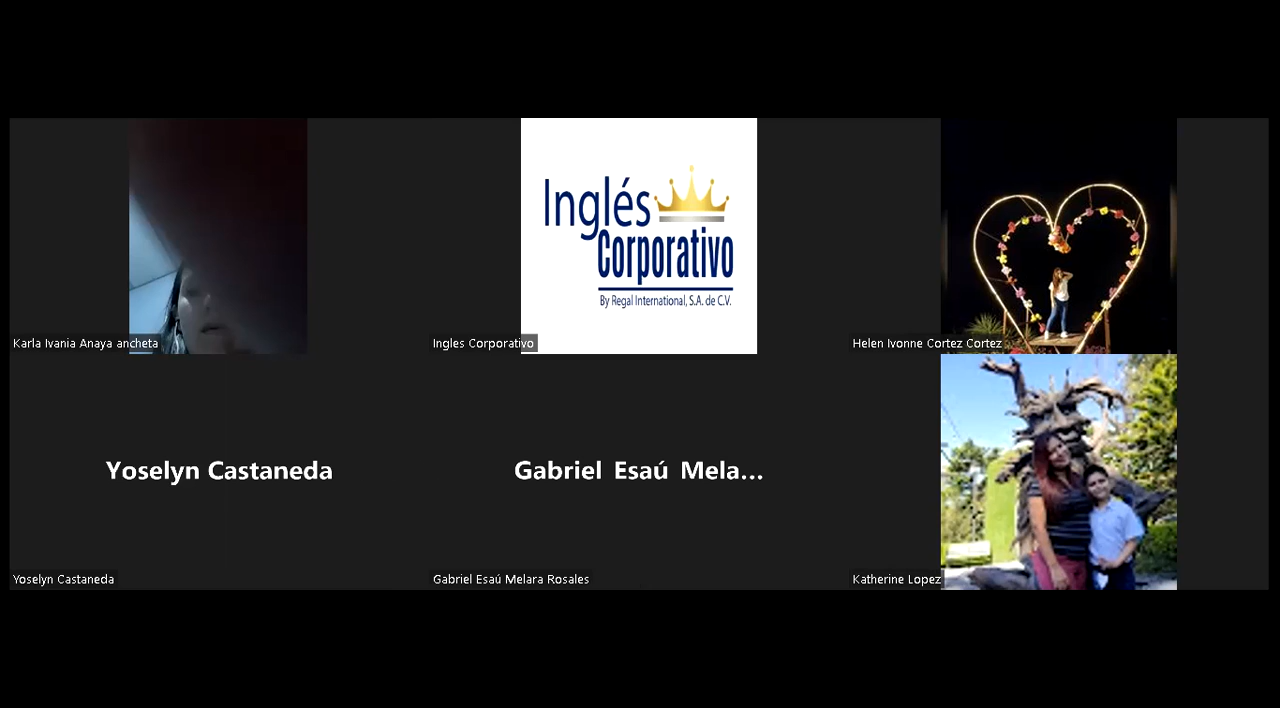 Inglés
Corporativo
By Regal International, S.A. de C.V.
Karla Ivania Anaya ancheta
Ingles Corporativo
Helen Ivonne Cortez Cortez
Yoselyn Castaneda
Gabriel Esaú Mela...
Yoselyn Castaneda
Gabriel Esaú Melara Rosales
Katherine Lopez